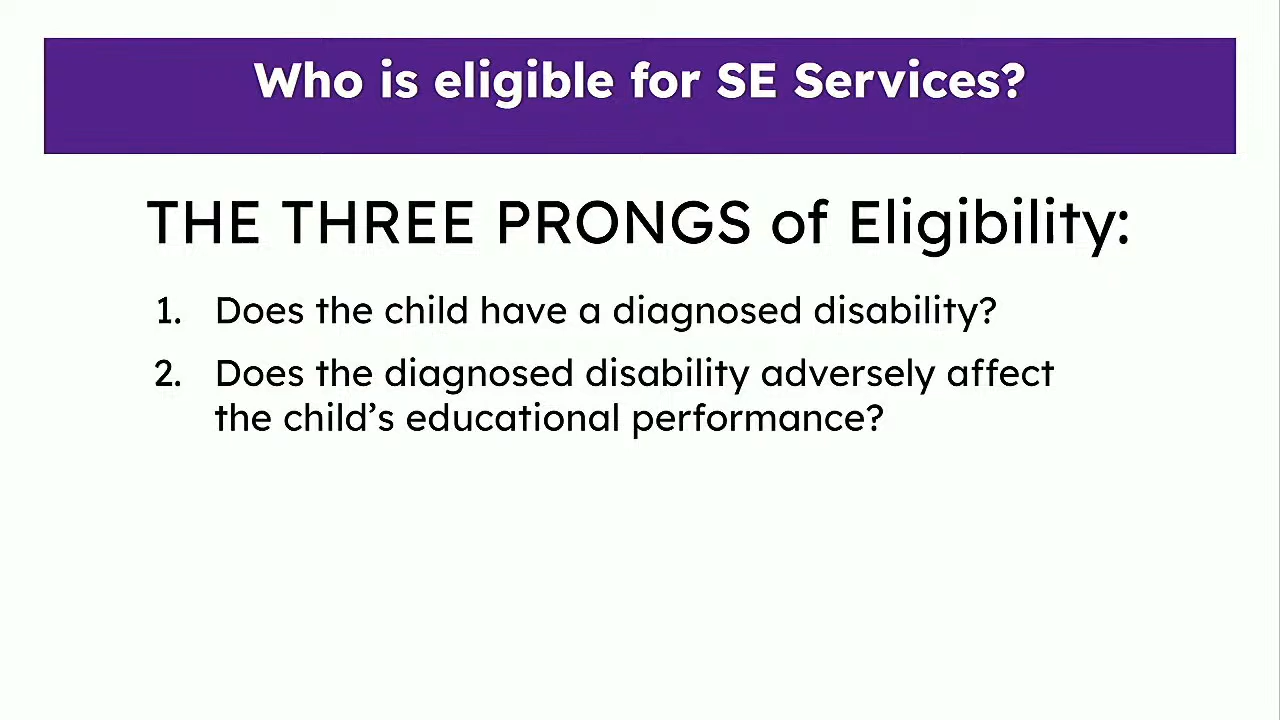 Who is eligible for SE Services?
THE THREE PRONGS of Eligibility:
1. Does the child have a diagnosed disability?
2. Does the diagnosed disability adversely affect
the child’s educational performance?